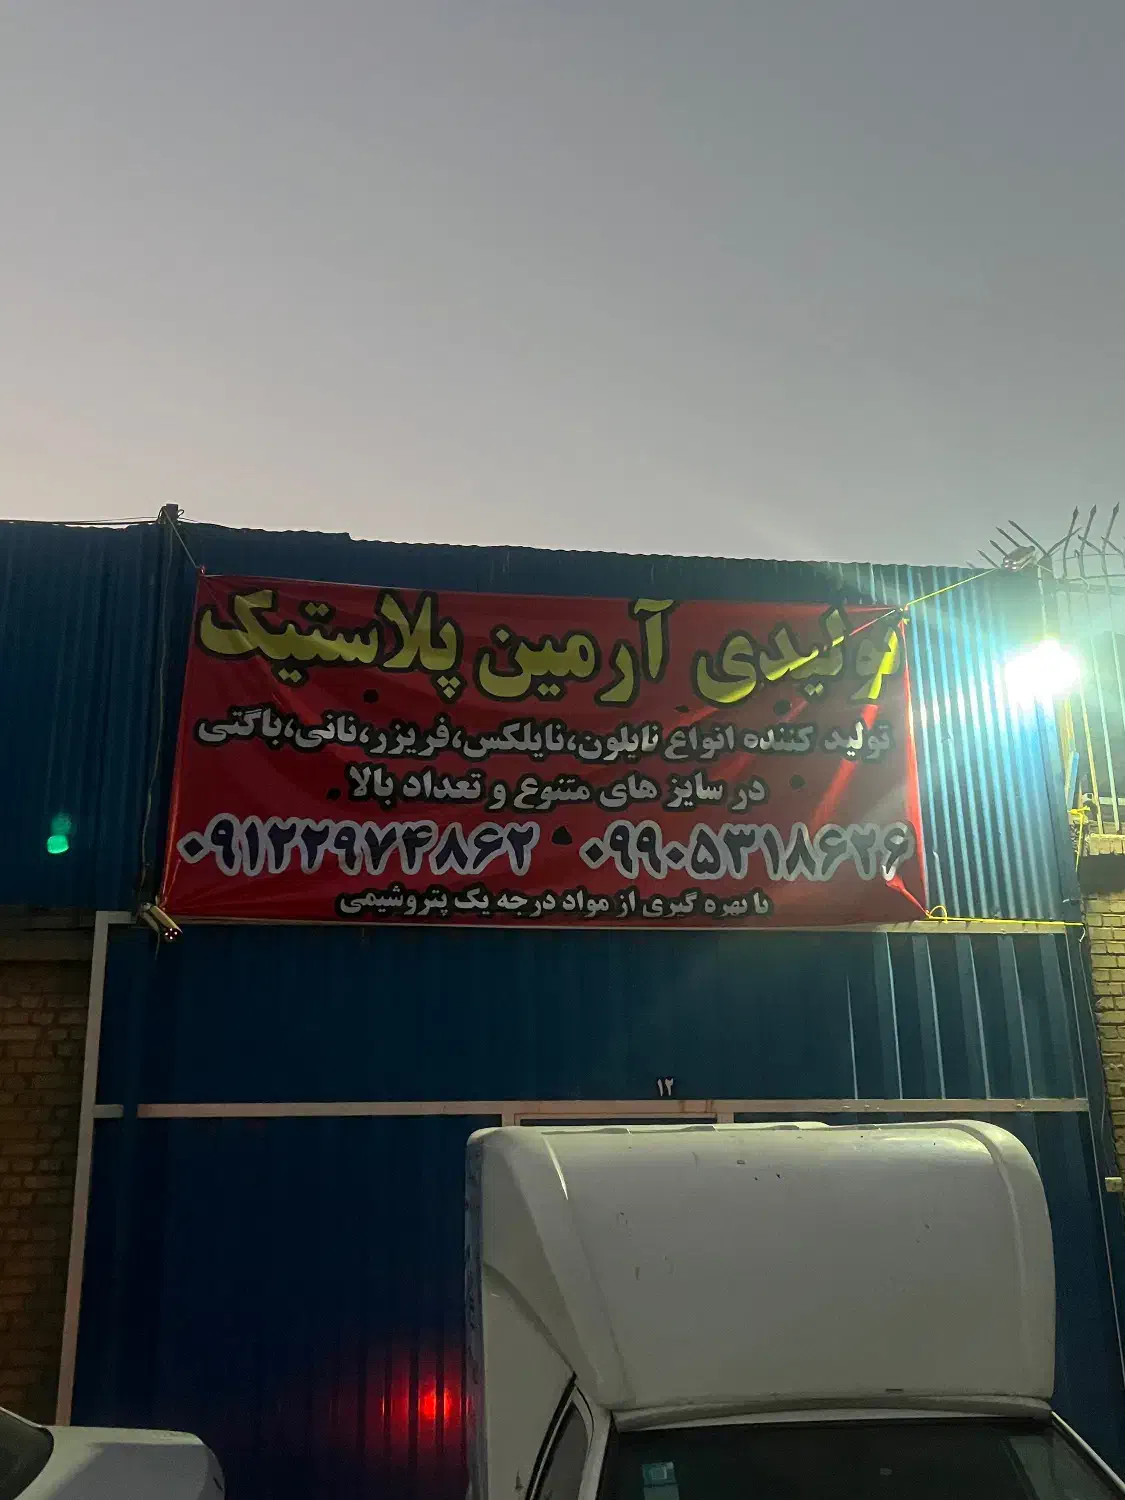 تولیدی آرمین پلاستیک
تولید کننده انواع نایلون،نایلکس،فریزر،نانی،باگتی
در سایز های متنوع و تعداد بالا
۰۹۱۲۲۹۷۴۸۶۲ ۰۹۹۰۵۳۱۸۶۲۶
با بهره گیری از مواد درجه یک پتروشیمی
۱۲